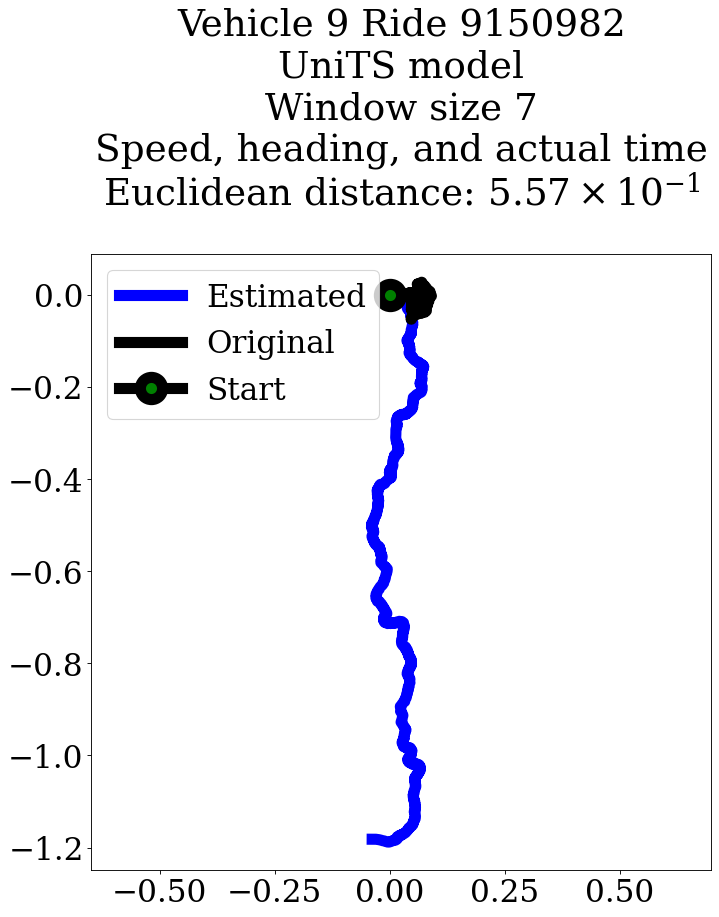 Vehicle 9 Ride 9150982
UniTS model
Window size 7
Speed, heading, and actual time
Euclidean distance: 5.57 × 10⁻¹
Estimated
Original
Start
0.0
−0.2
−0.4
−0.6
−0.8
−1.0
−1.2
−0.50 −0.25 0.00 0.25 0.50